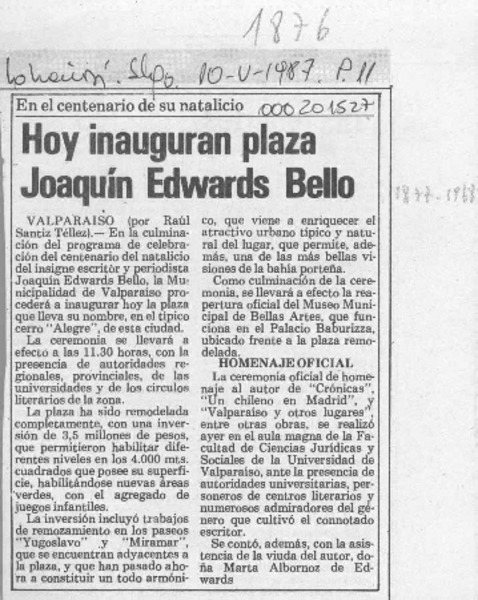 1876
La Nación. Stgo. 10-V-1987. P. 11
En el centenario de su natalicio
000201527
Hoy inauguran plaza
Joaquín Edwards Bello
1877-1968
VALPARAISO (por Raúl
Santiz Téllez).— En la culmina-
ción del programa de celebra-
ción del centenario del natalicio
del insigne escritor y periodista
Joaquín Edwards Bello, la Mu-
nicipalidad de Valparaíso pro-
cederá a inaugurar hoy la plaza
que lleva su nombre, en el típico
cerro "Alegre", de esta ciudad.
La ceremonia se llevará a
efecto a las 11.30 horas, con la
presencia de autoridades re-
gionales, provinciales, de las
universidades y de los círculos
literarios de la zona.
La plaza ha sido remodelada
completamente, con una inver-
sión de 3,5 millones de pesos,
que permitieron habilitar dife-
rentes niveles en los 4.000 mts.
cuadrados que posee su superfi-
cie, habilitándose nuevas áreas
verdes, con el agregado de
juegos infantiles.
La inversión incluyó trabajos
de remozamiento en los paseos
"Yugoslavo" y "Miramar",
que se encuentran adyacentes a
la plaza, y que han pasado aho-
ra a constituir un todo armóni-
co, que viene a enriquecer el
atractivo urbano típico y natu-
ral del lugar, que permite, ade-
más, una de las más bellas vi-
siones de la bahía porteña.
Como culminación de la cere-
monia, se llevará a efecto la re-
apertura oficial del Museo Muni-
cipal de Bellas Artes, que fun-
ciona en el Palacio Baburizza,
ubicado frente a la plaza remo-
delada.
HOMENAJE OFICIAL
La ceremonia oficial de home-
naje al autor de "Crónicas",
"Un chileno en Madrid", y
"Valparaíso y otros lugares",
entre otras obras, se realizó
ayer en el aula magna de la Fa-
cultad de Ciencias Jurídicas y
Sociales de la Universidad de
Valparaíso, ante la presencia de
autoridades universitarias, per-
soneros de centros literarios y
numerosos admiradores del gé-
nero que cultivó el connotado
escritor.
Se contó, además, con la asis-
tencia de la viuda del autor, do-
ña Marta Albornoz de Ed-
wards